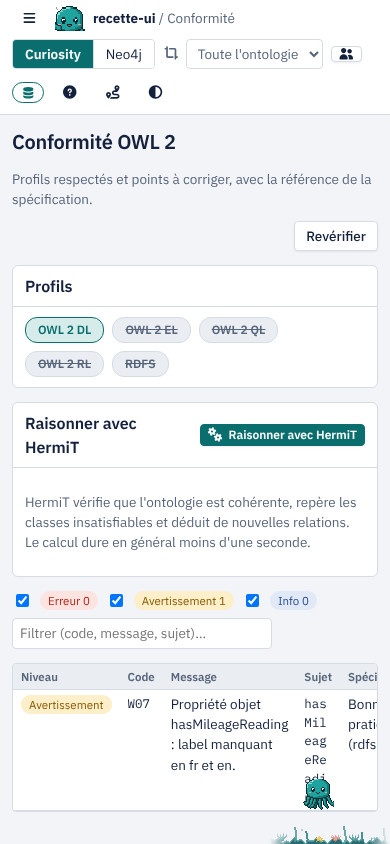 recette-ui / Conformité
Curiosity Neo4j Toute l'ontologie
Conformité OWL 2
Profils respectés et points à corriger, avec la référence de la
spécification.
Revérifier
Profils
OWL 2 DL OWL 2 EL OWL 2 QL
OWL 2 RL RDFS
Raisonner avec
HermiT
Raisonner avec HermiT
HermiT vérifie que l'ontologie est cohérente, repère les
classes insatisfiables et déduit de nouvelles relations.
Le calcul dure en général moins d'une seconde.
Erreur 0 Avertissement 1 Info 0
Filtrer (code, message, sujet)...
Niveau Code Message Sujet
Avertissement W07 Propriété objet has
hasMileageReading Mil
: label manquant eag
en fr et en. eRe
(rdfs